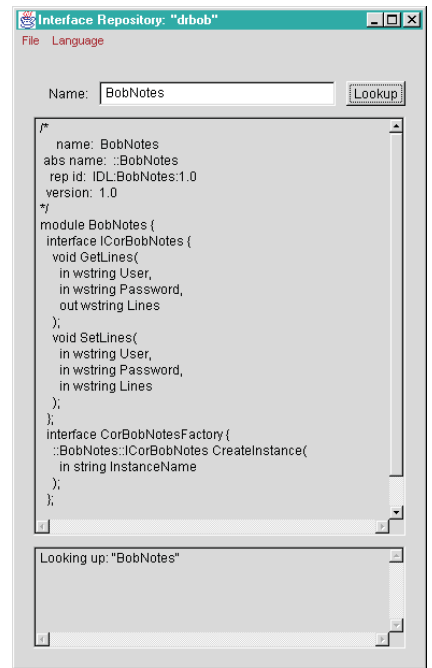 Interface Repository: "drbob"
File Language
Name: BobNotes Lookup
/*
name: BobNotes
abs name: ::BobNotes
rep id: IDL:BobNotes:1.0
version: 1.0
*/
module BobNotes {
interface ICorBobNotes {
void GetLines(
in wstring User,
in wstring Password,
out wstring Lines
);
void SetLines(
in wstring User,
in wstring Password,
in wstring Lines
);
};
interface CorBobNotesFactory {
::BobNotes::ICorBobNotes CreateInstance(
in string InstanceName
);
};
Looking up: "BobNotes"